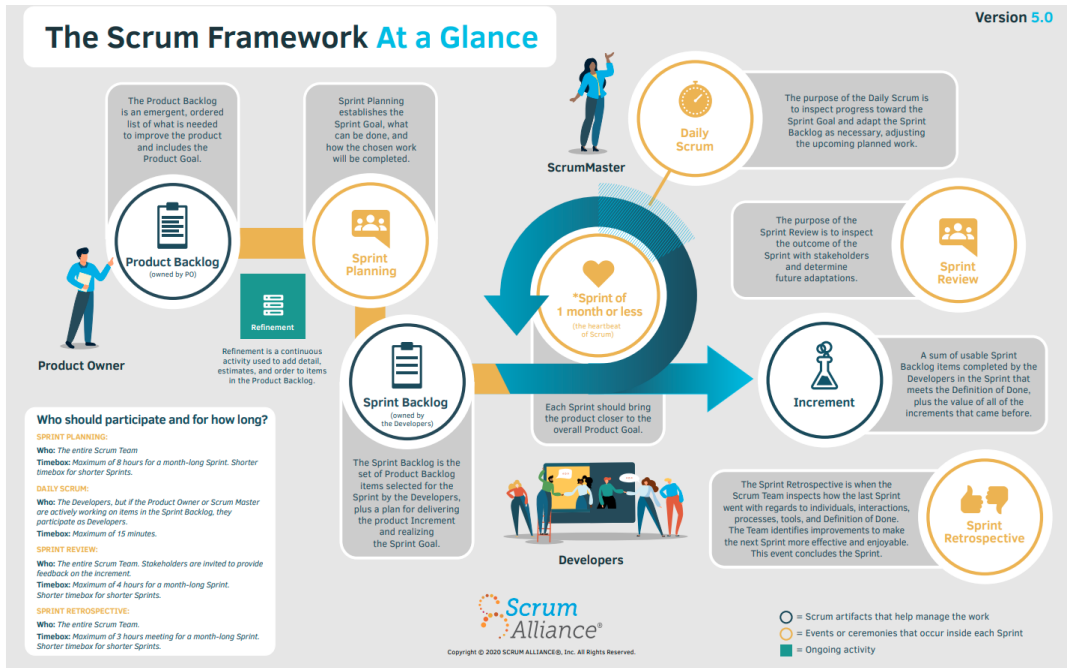 Version 5.0
The Scrum Framework At a Glance
The Product Backlog
is an emergent, ordered
list of what is needed
to improve the product
and includes the
Product Goal.
Product Backlog
(owned by PO)
Product Owner
Sprint Planning
establishes the
Sprint Goal, what
can be done, and
how the chosen work
will be completed.
Sprint
Planning
Refinement
Refinement is a continuous
activity used to add detail,
estimates, and order to items
in the Product Backlog.
Sprint Backlog
(owned by
the Developers)
The Sprint Backlog is the
set of Product Backlog
items selected for the
Sprint by the Developers,
plus a plan for delivering
the product Increment
and realizing
the Sprint Goal.
ScrumMaster
Daily
Scrum
The purpose of the Daily Scrum is
to inspect progress toward the
Sprint Goal and adapt the Sprint
Backlog as necessary, adjusting
the upcoming planned work.
*Sprint of
1 month or less
(the heartbeat
of Scrum)
Each Sprint should bring
the product closer to the
overall Product Goal.
The purpose of the
Sprint Review is to inspect
the outcome of the
Sprint with stakeholders
and determine
future adaptations.
Sprint
Review
Increment
A sum of usable Sprint
Backlog items completed by the
Developers in the Sprint that
meets the Definition of Done,
plus the value of all of the
increments that came before.
Developers
The Sprint Retrospective is when the
Scrum Team inspects how the last Sprint
went with regards to individuals, interactions,
processes, tools, and Definition of Done.
The Team identifies improvements to make
the next Sprint more effective and enjoyable.
This event concludes the Sprint.
Sprint
Retrospective
Who should participate and for how long?
SPRINT PLANNING:
Who: The entire Scrum Team
Timebox: Maximum of 8 hours for a month-long Sprint. Shorter
timebox for shorter Sprints.
DAILY SCRUM:
Who: The Developers, but if the Product Owner or Scrum Master
are actively working on items in the Sprint Backlog, they
participate as Developers.
Timebox: Maximum of 15 minutes.
SPRINT REVIEW:
Who: The entire Scrum Team. Stakeholders are invited to provide
feedback on the increment.
Timebox: Maximum of 4 hours for a month-long Sprint.
Shorter timebox for shorter Sprints.
SPRINT RETROSPECTIVE:
Who: The entire Scrum Team.
Timebox: Maximum of 3 hours meeting for a month-long Sprint.
Shorter timebox for shorter Sprints.
Scrum
Alliance®
Copyright © 2020 SCRUM ALLIANCE®, Inc. All Rights Reserved.
= Scrum artifacts that help manage the work
= Events or ceremonies that occur inside each Sprint
= Ongoing activity